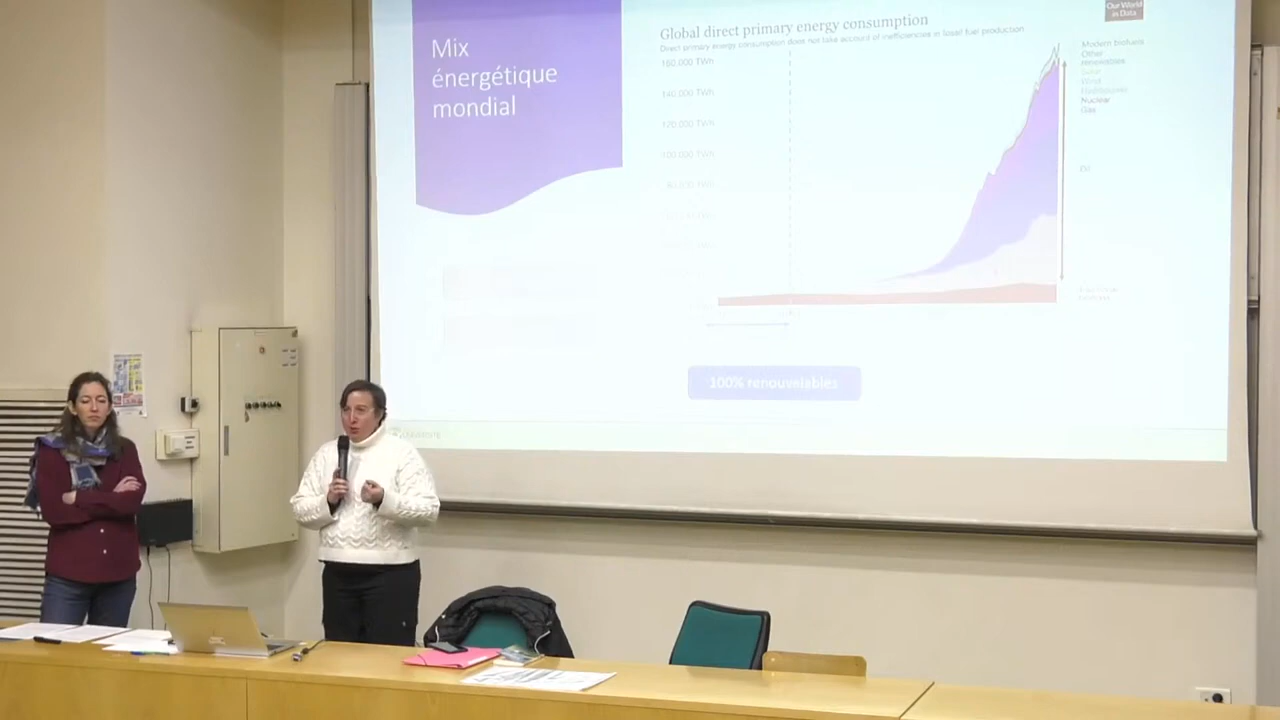 Mix
énergétique
mondial
Global direct primary energy consumption
Direct primary energy consumption does not take account of inefficiencies in fossil fuel production
Our World
in Data
160,000 TWh
140,000 TWh
120,000 TWh
100,000 TWh
Modern biofuels
Other
renewables
Solar
Wind
Hydropower
Nuclear
Gas
Oil
100% renouvelables